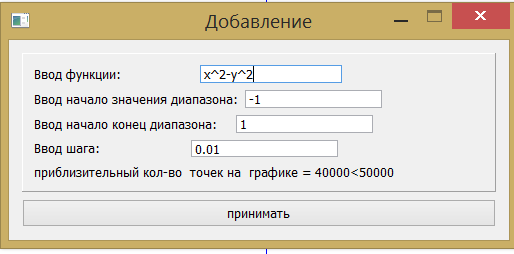 Добавление
Ввод функции: x^2-y^2
Ввод начало значения диапазона: -1
Ввод начало конец диапазона: 1
Ввод шага: 0.01
приблизительный кол-во точек на графике = 40000<50000
принимать